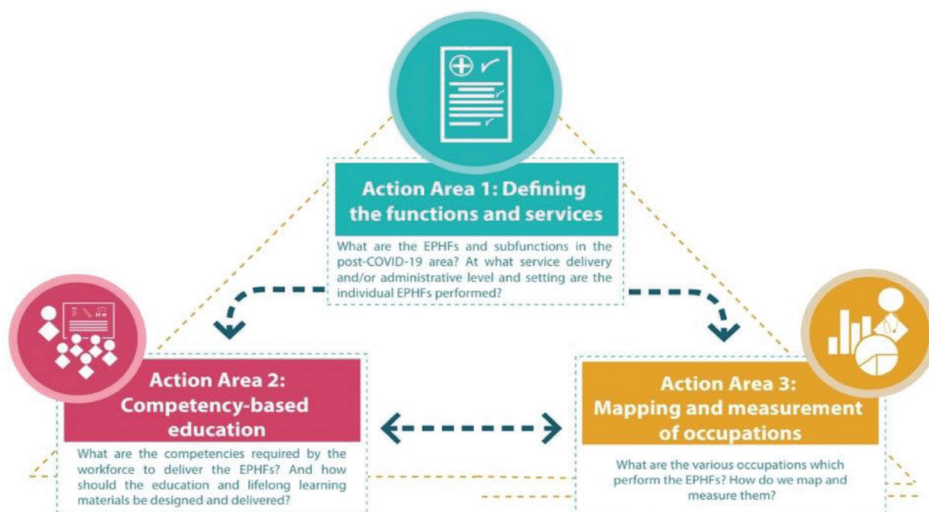 Action Area 1: Defining
the functions and services
What are the EPHFs and subfunctions in the
post-COVID-19 area? At what service delivery
and/or administrative level and setting are the
individual EPHFs performed?
Action Area 2:
Competency-based
education
What are the competencies required by the
workforce to deliver the EPHFs? And how
should the education and lifelong learning
materials be designed and delivered?
Action Area 3:
Mapping and measurement
of occupations
What are the various occupations which
perform the EPHFs? How do we map and
measure them?